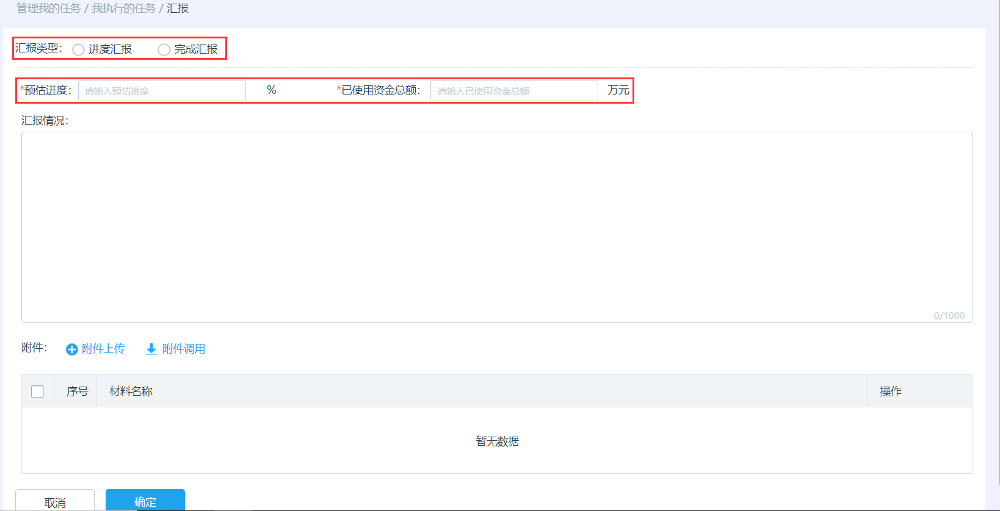 管理我的任务 / 我执行的任务 / 汇报
汇报类型： 进度汇报 完成汇报
*预估进度： 请输入预估进度 % *已使用资金总额： 请输入已使用资金总额 万元
汇报情况：
0/1000
附件： 附件上传 附件调用
序号 材料名称 操作
暂无数据
取消 确定